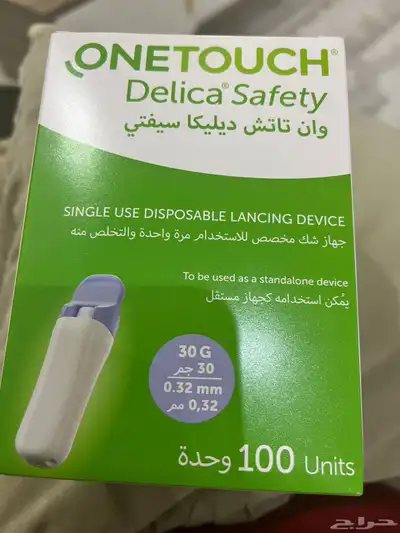 ONETOUCH®
Delica® Safety
وان تاتش ديليكا سيفتي
SINGLE USE DISPOSABLE LANCING DEVICE
جهاز شك مخصص للاستخدام مرة واحدة والتخلص منه
To be used as a standalone device
يمُكن استخدامه كجهاز مستقل
30 G
30 جم
0.32 mm
0,32 مم
100 وحدة Units
حراج